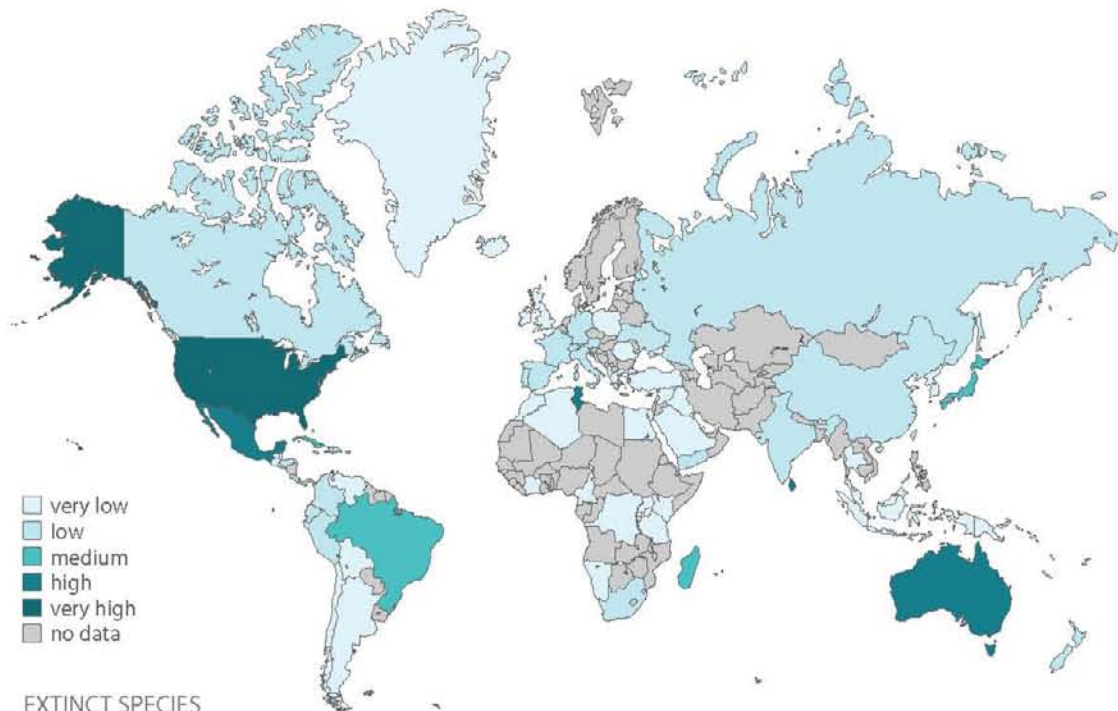 very low
low
medium
high
very high
no data
EXTINCT SPECIES